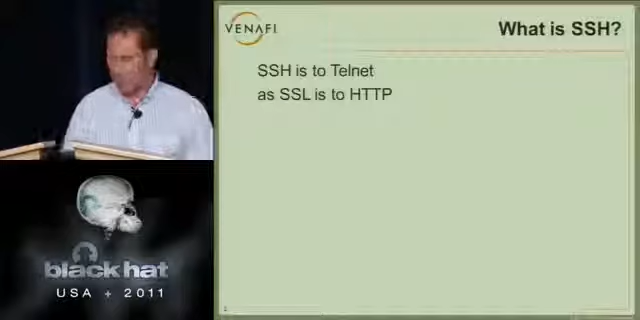 VENAFI
What is SSH?
SSH is to Telnet
as SSL is to HTTP
black hat
USA + 2011